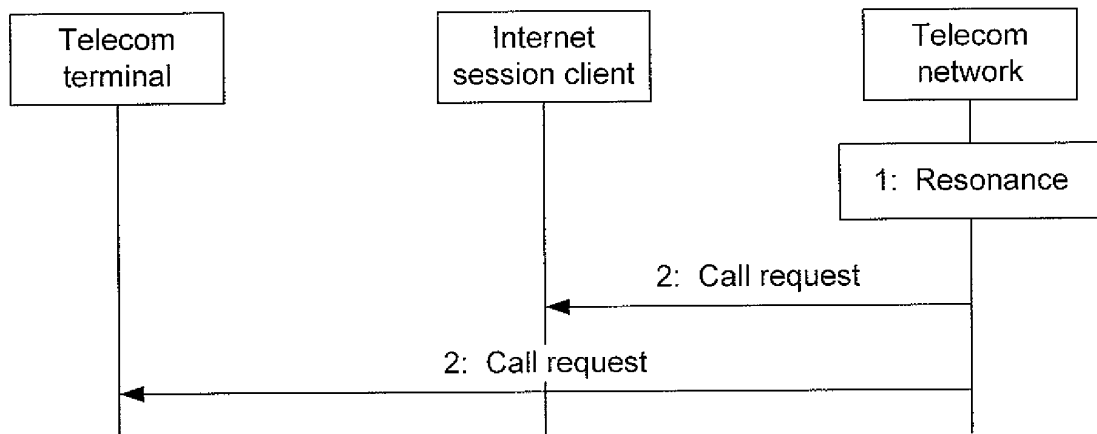 Telecom
terminal
Internet
session client
Telecom
network
1: Resonance
2: Call request
2: Call request